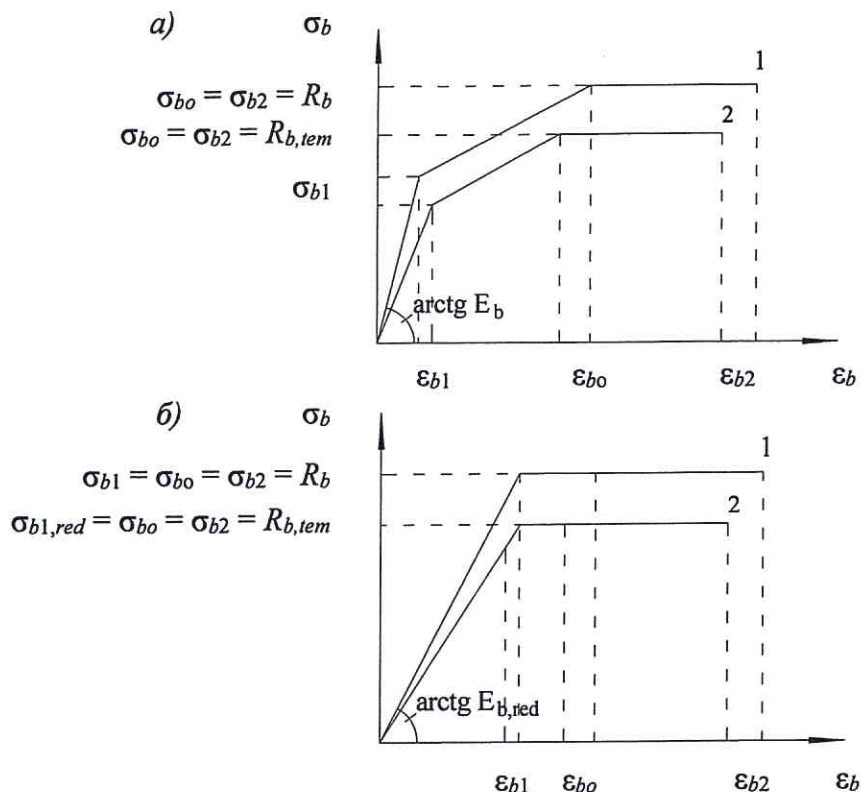 а) σb
σbo = σb2 = Rb
σbo = σb2 = Rb,tem
σb1
1
2
arctg Eb
εb1 εbo εb2 εb
б) σb
σb1 = σbo = σb2 = Rb
σb1,red = σbo = σb2 = Rb,tem
1
2
arctg Eb,red
εb1 εbo εb2 εb